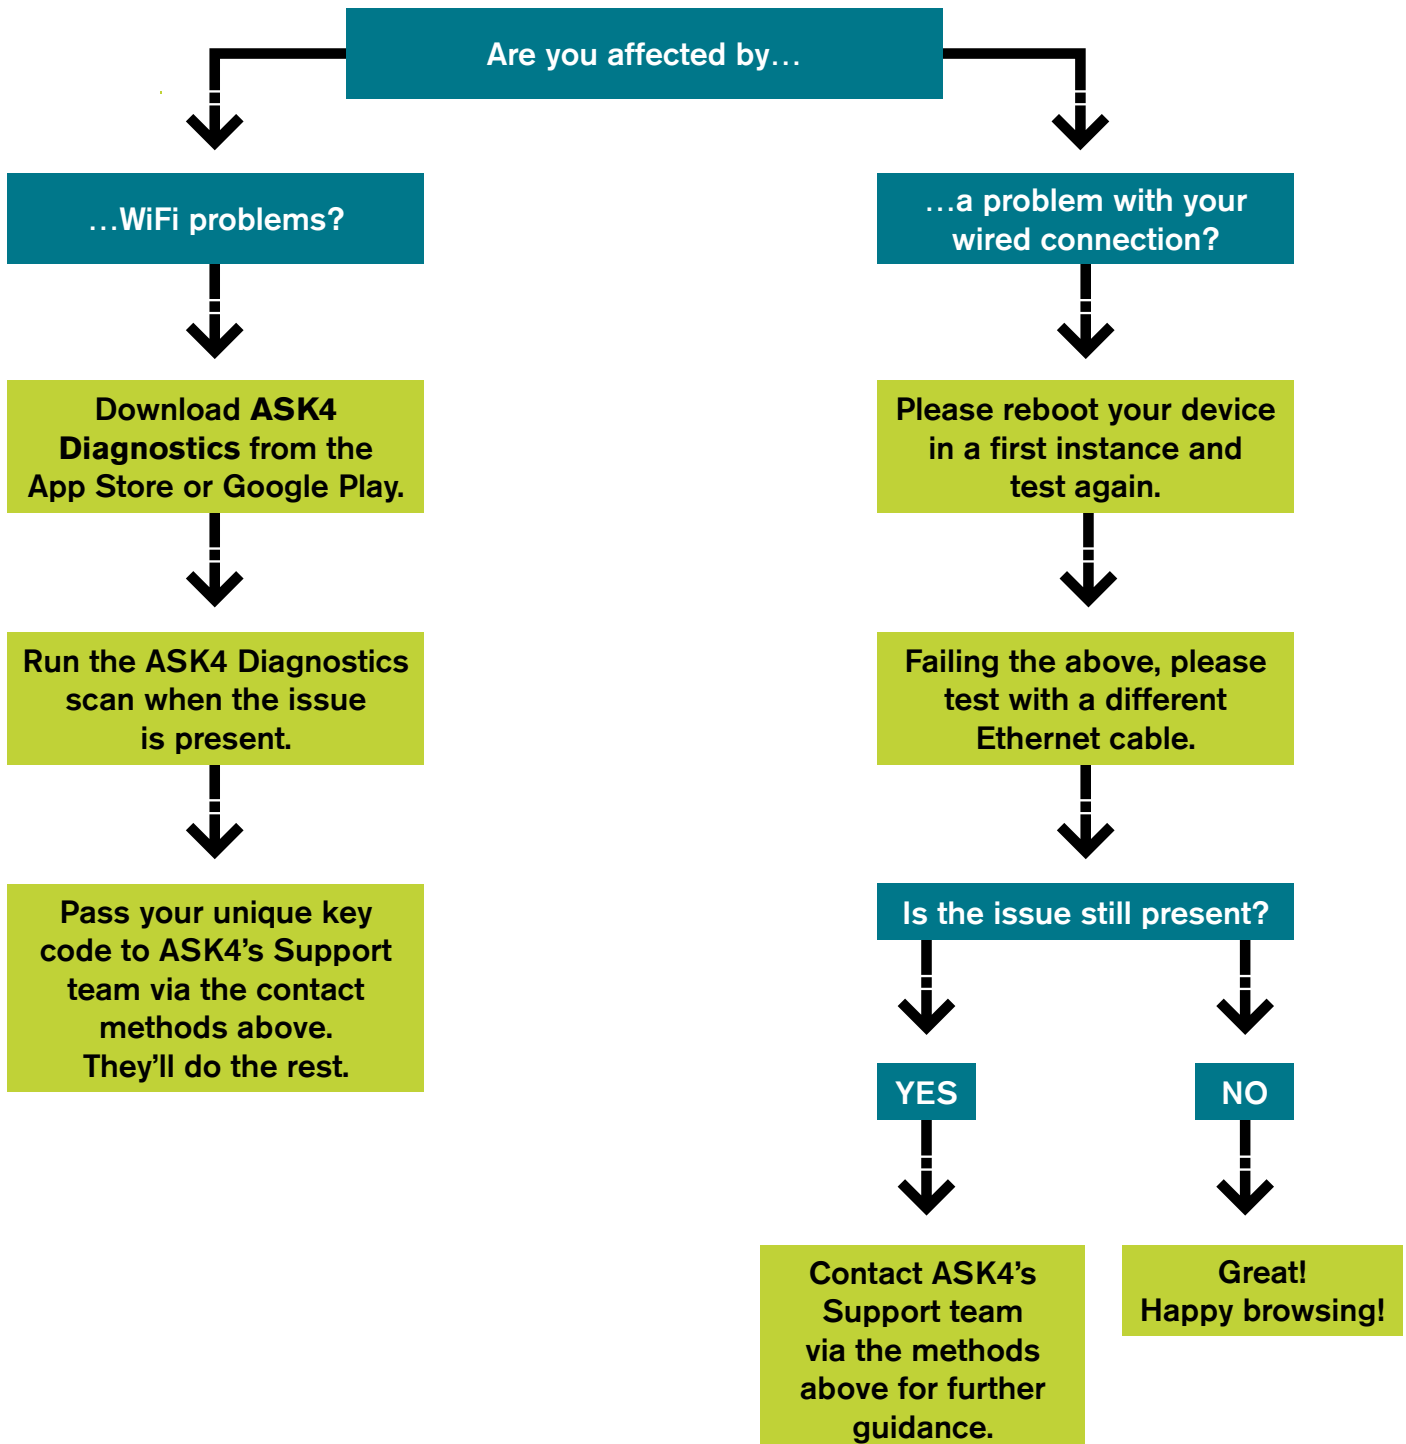 Are you affected by…
…WiFi problems?
Download ASK4
Diagnostics from the
App Store or Google Play.
Run the ASK4 Diagnostics
scan when the issue
is present.
Pass your unique key
code to ASK4’s Support
team via the contact
methods above.
They’ll do the rest.
…a problem with your
wired connection?
Please reboot your device
in a first instance and
test again.
Failing the above, please
test with a different
Ethernet cable.
Is the issue still present?
YES
NO
Contact ASK4’s
Support team
via the methods
above for further
guidance.
Great!
Happy browsing!